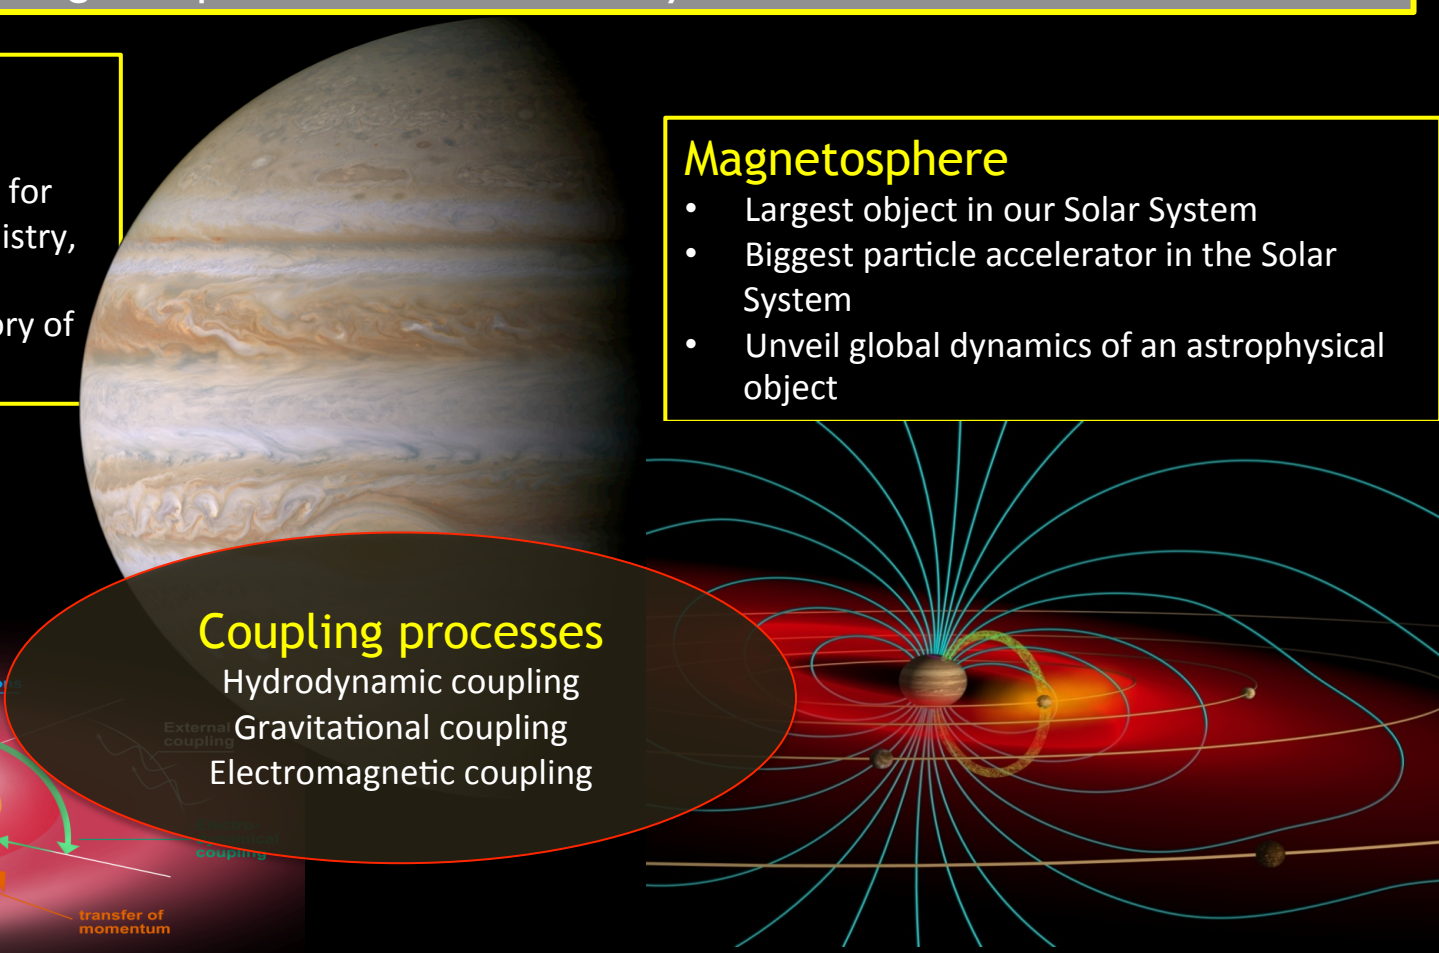 for
istry,
ory of
Magnetosphere
• Largest object in our Solar System
• Biggest particle accelerator in the Solar
System
• Unveil global dynamics of an astrophysical
object
Coupling processes
Hydrodynamic coupling
Gravitational coupling
Electromagnetic coupling
External
coupling
coupling
transfer of
momentum